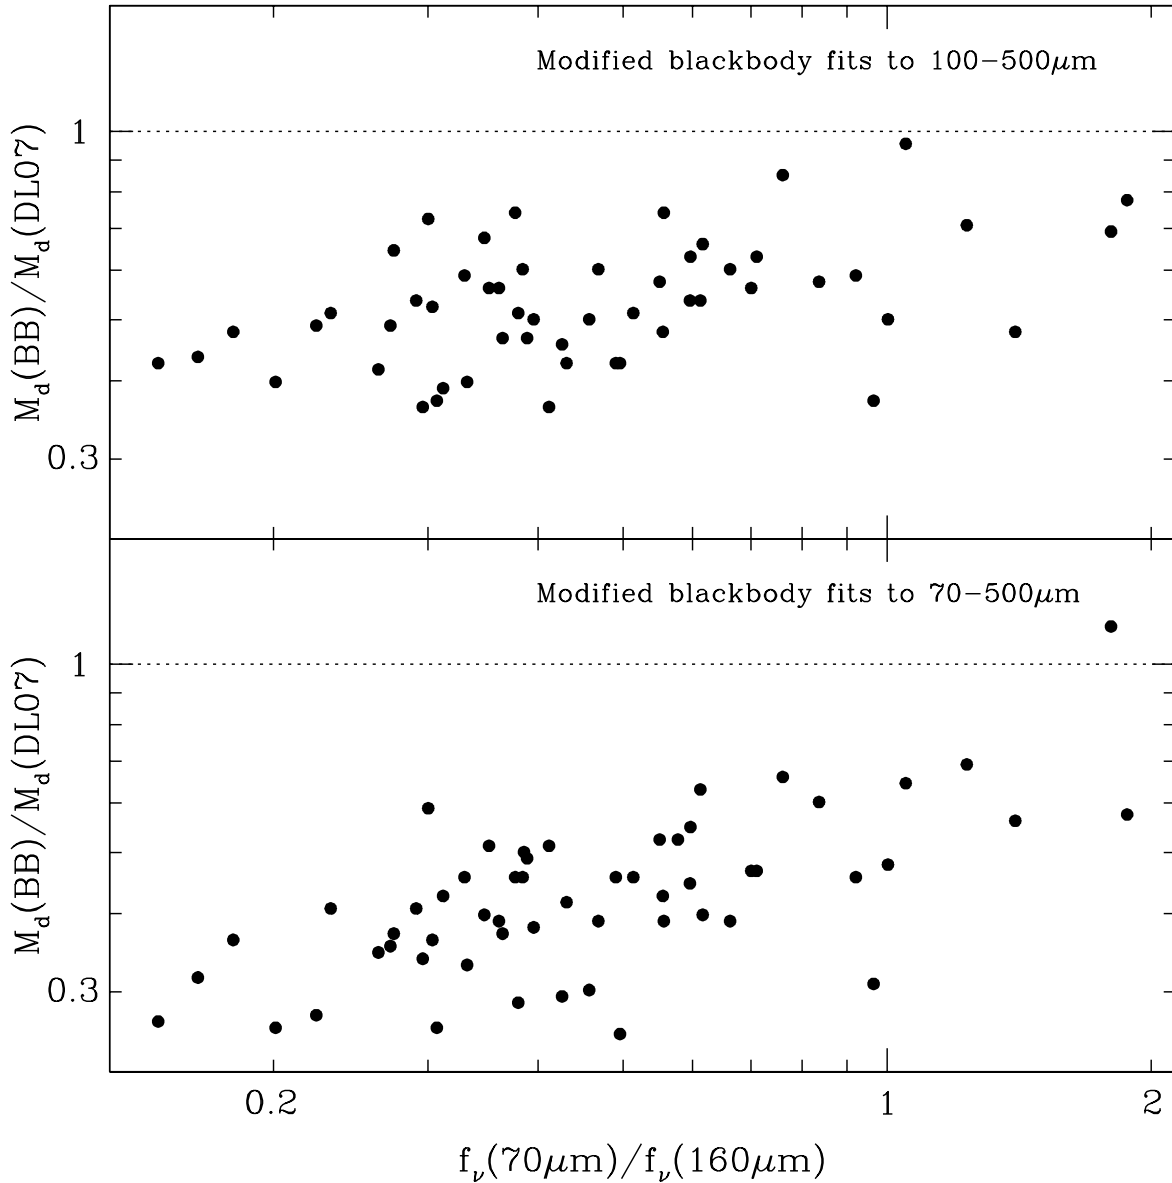 Modified blackbody fits to 100–500μm
1
M_d(BB)/M_d(DL07)
0.3
Modified blackbody fits to 70–500μm
1
M_d(BB)/M_d(DL07)
0.3
0.2 1 2
f_ν(70μm)/f_ν(160μm)